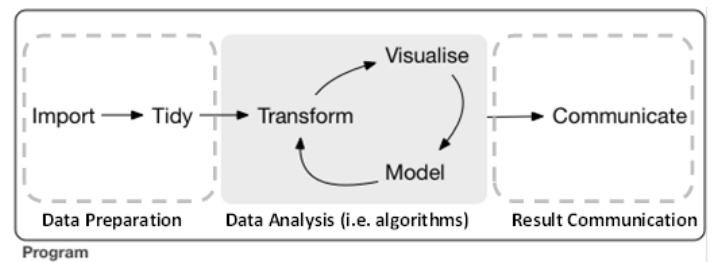 Visualise
Import
Tidy
Transform
Communicate
Model
Data Preparation
Data Analysis (i.e. algorithms)
Result Communication
Program